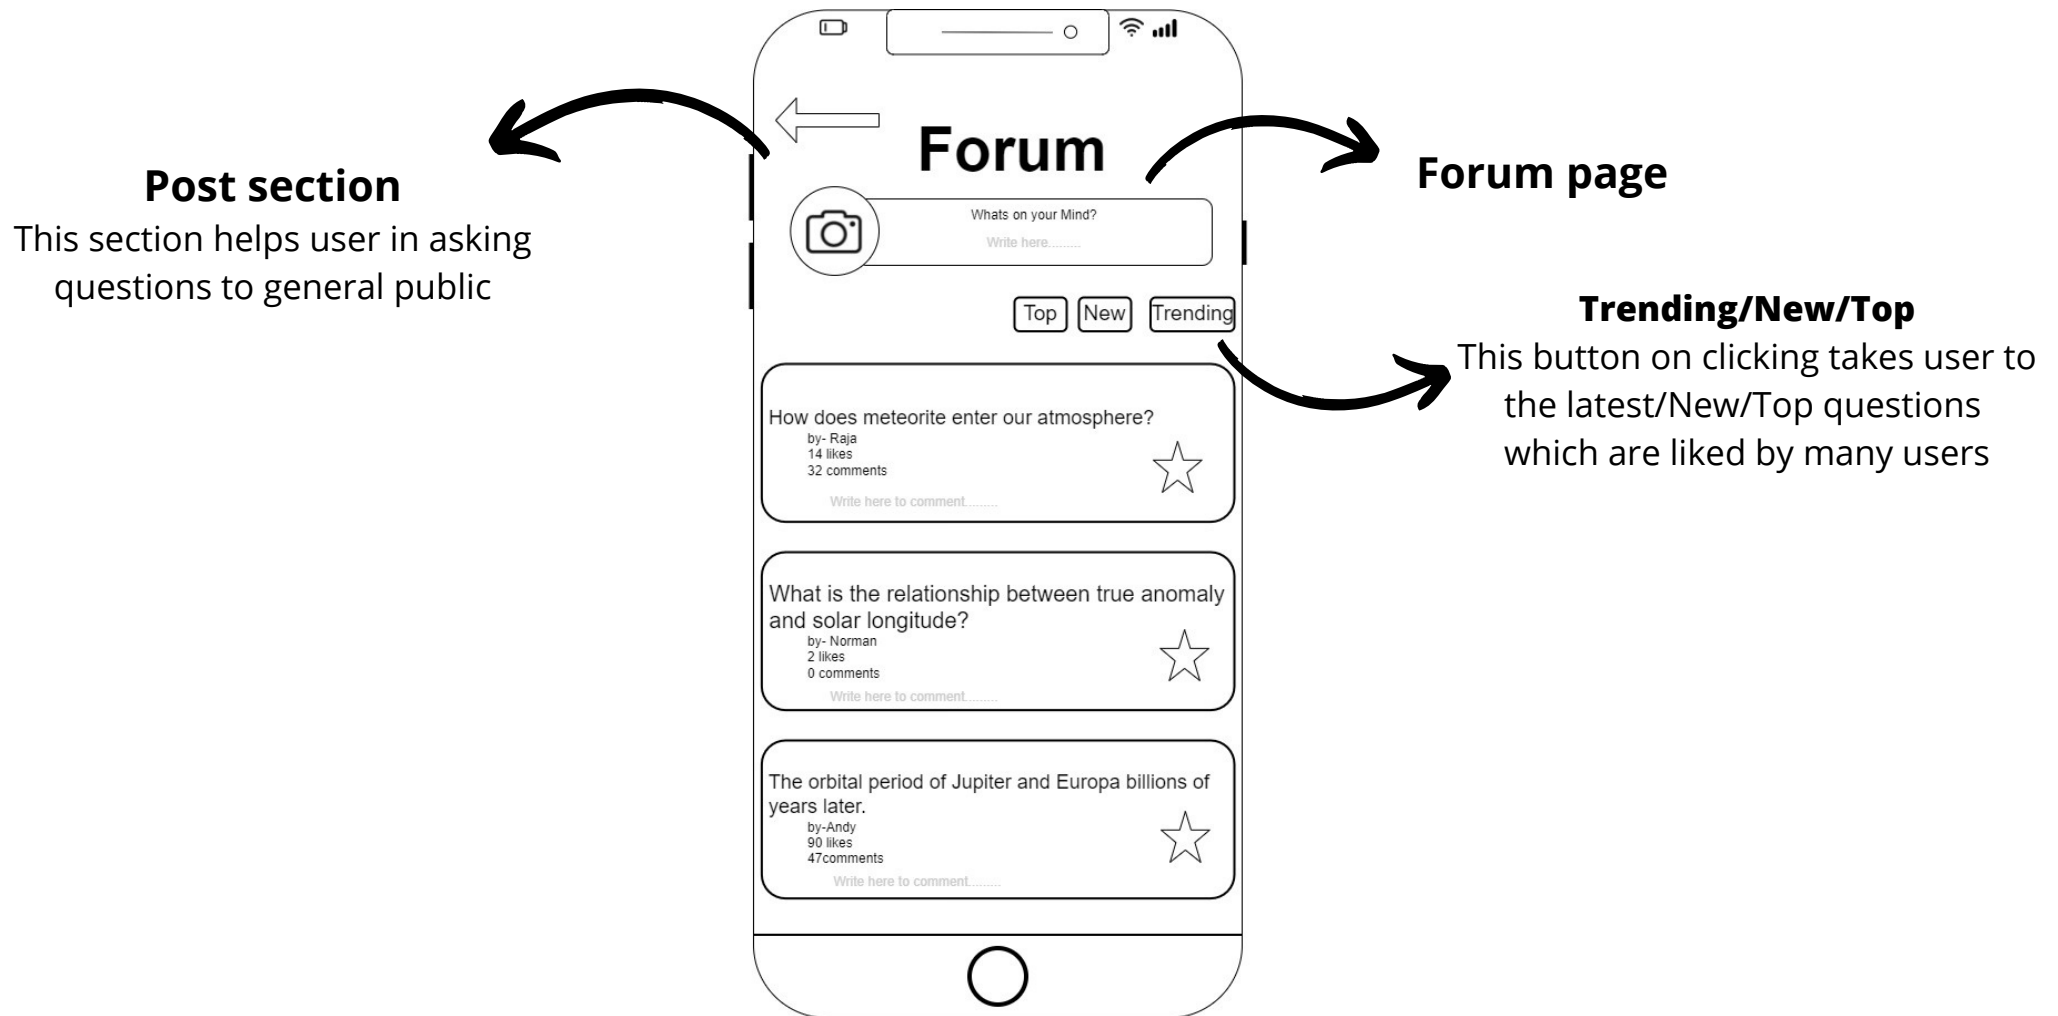 Post section
This section helps user in asking
questions to general public
Forum
Whats on your Mind?
Write here.........
Top
New
Trending
How does meteorite enter our atmosphere?
by- Raja
14 likes
32 comments
Write here to comment.........
What is the relationship between true anomaly
and solar longitude?
by- Norman
2 likes
0 comments
Write here to comment.........
The orbital period of Jupiter and Europa billions of
years later.
by-Andy
90 likes
47comments
Write here to comment.........
Forum page
Trending/New/Top
This button on clicking takes user to
the latest/New/Top questions
which are liked by many users